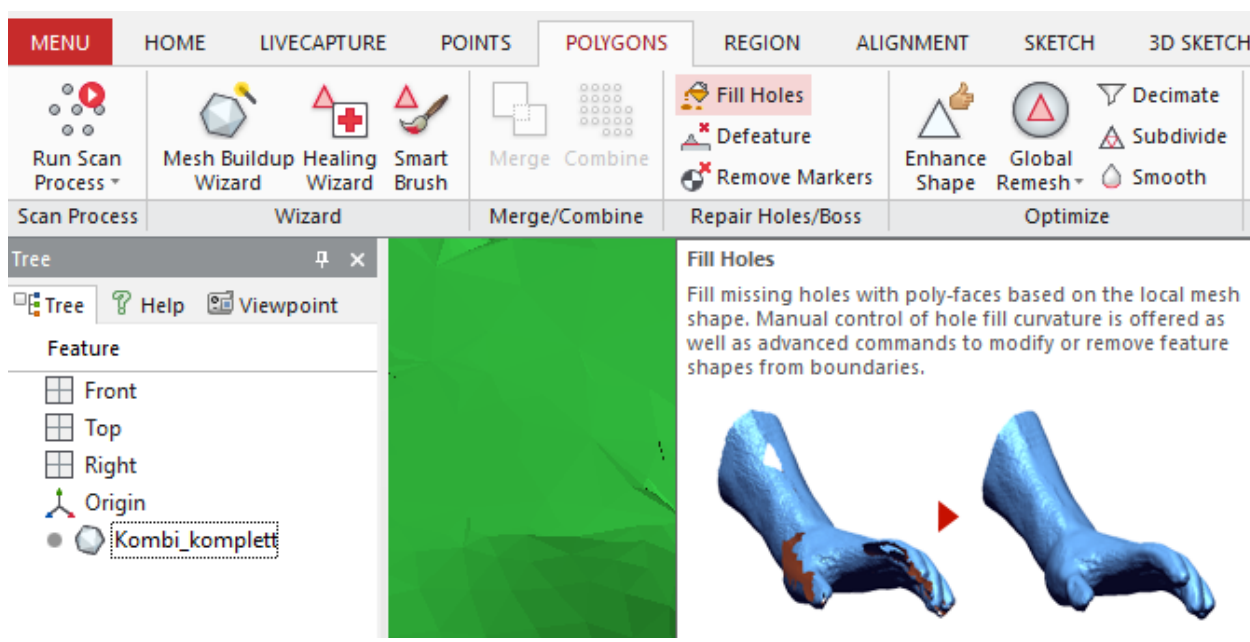 MENU HOME LIVECAPTURE POINTS POLYGONS REGION ALIGNMENT SKETCH 3D SKETCH
Run Scan
Process
Mesh Buildup
Wizard
Healing
Wizard
Smart
Brush
Merge
Combine
Fill Holes
Defeature
Remove Markers
Enhance
Shape
Global
Remesh
Decimate
Subdivide
Smooth
Scan Process Wizard Merge/Combine Repair Holes/Boss Optimize
Tree
Tree Help Viewpoint
Feature
Front
Top
Right
Origin
Kombi_komplett
Fill Holes
Fill missing holes with poly-faces based on the local mesh
shape. Manual control of hole fill curvature is offered as
well as advanced commands to modify or remove feature
shapes from boundaries.